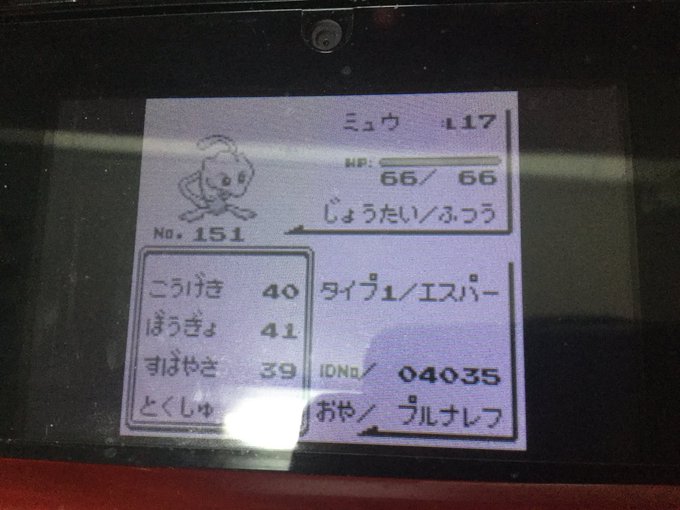 ミュウ :L17
HP:
66/ 66
じょうたい/ふつう
No. 151
こうげき 40
ぼうぎょ 41
すばやさ 39
とくしゅ
タイプ1/エスパー
IDNo/ 04035
おや/ プルナレフ